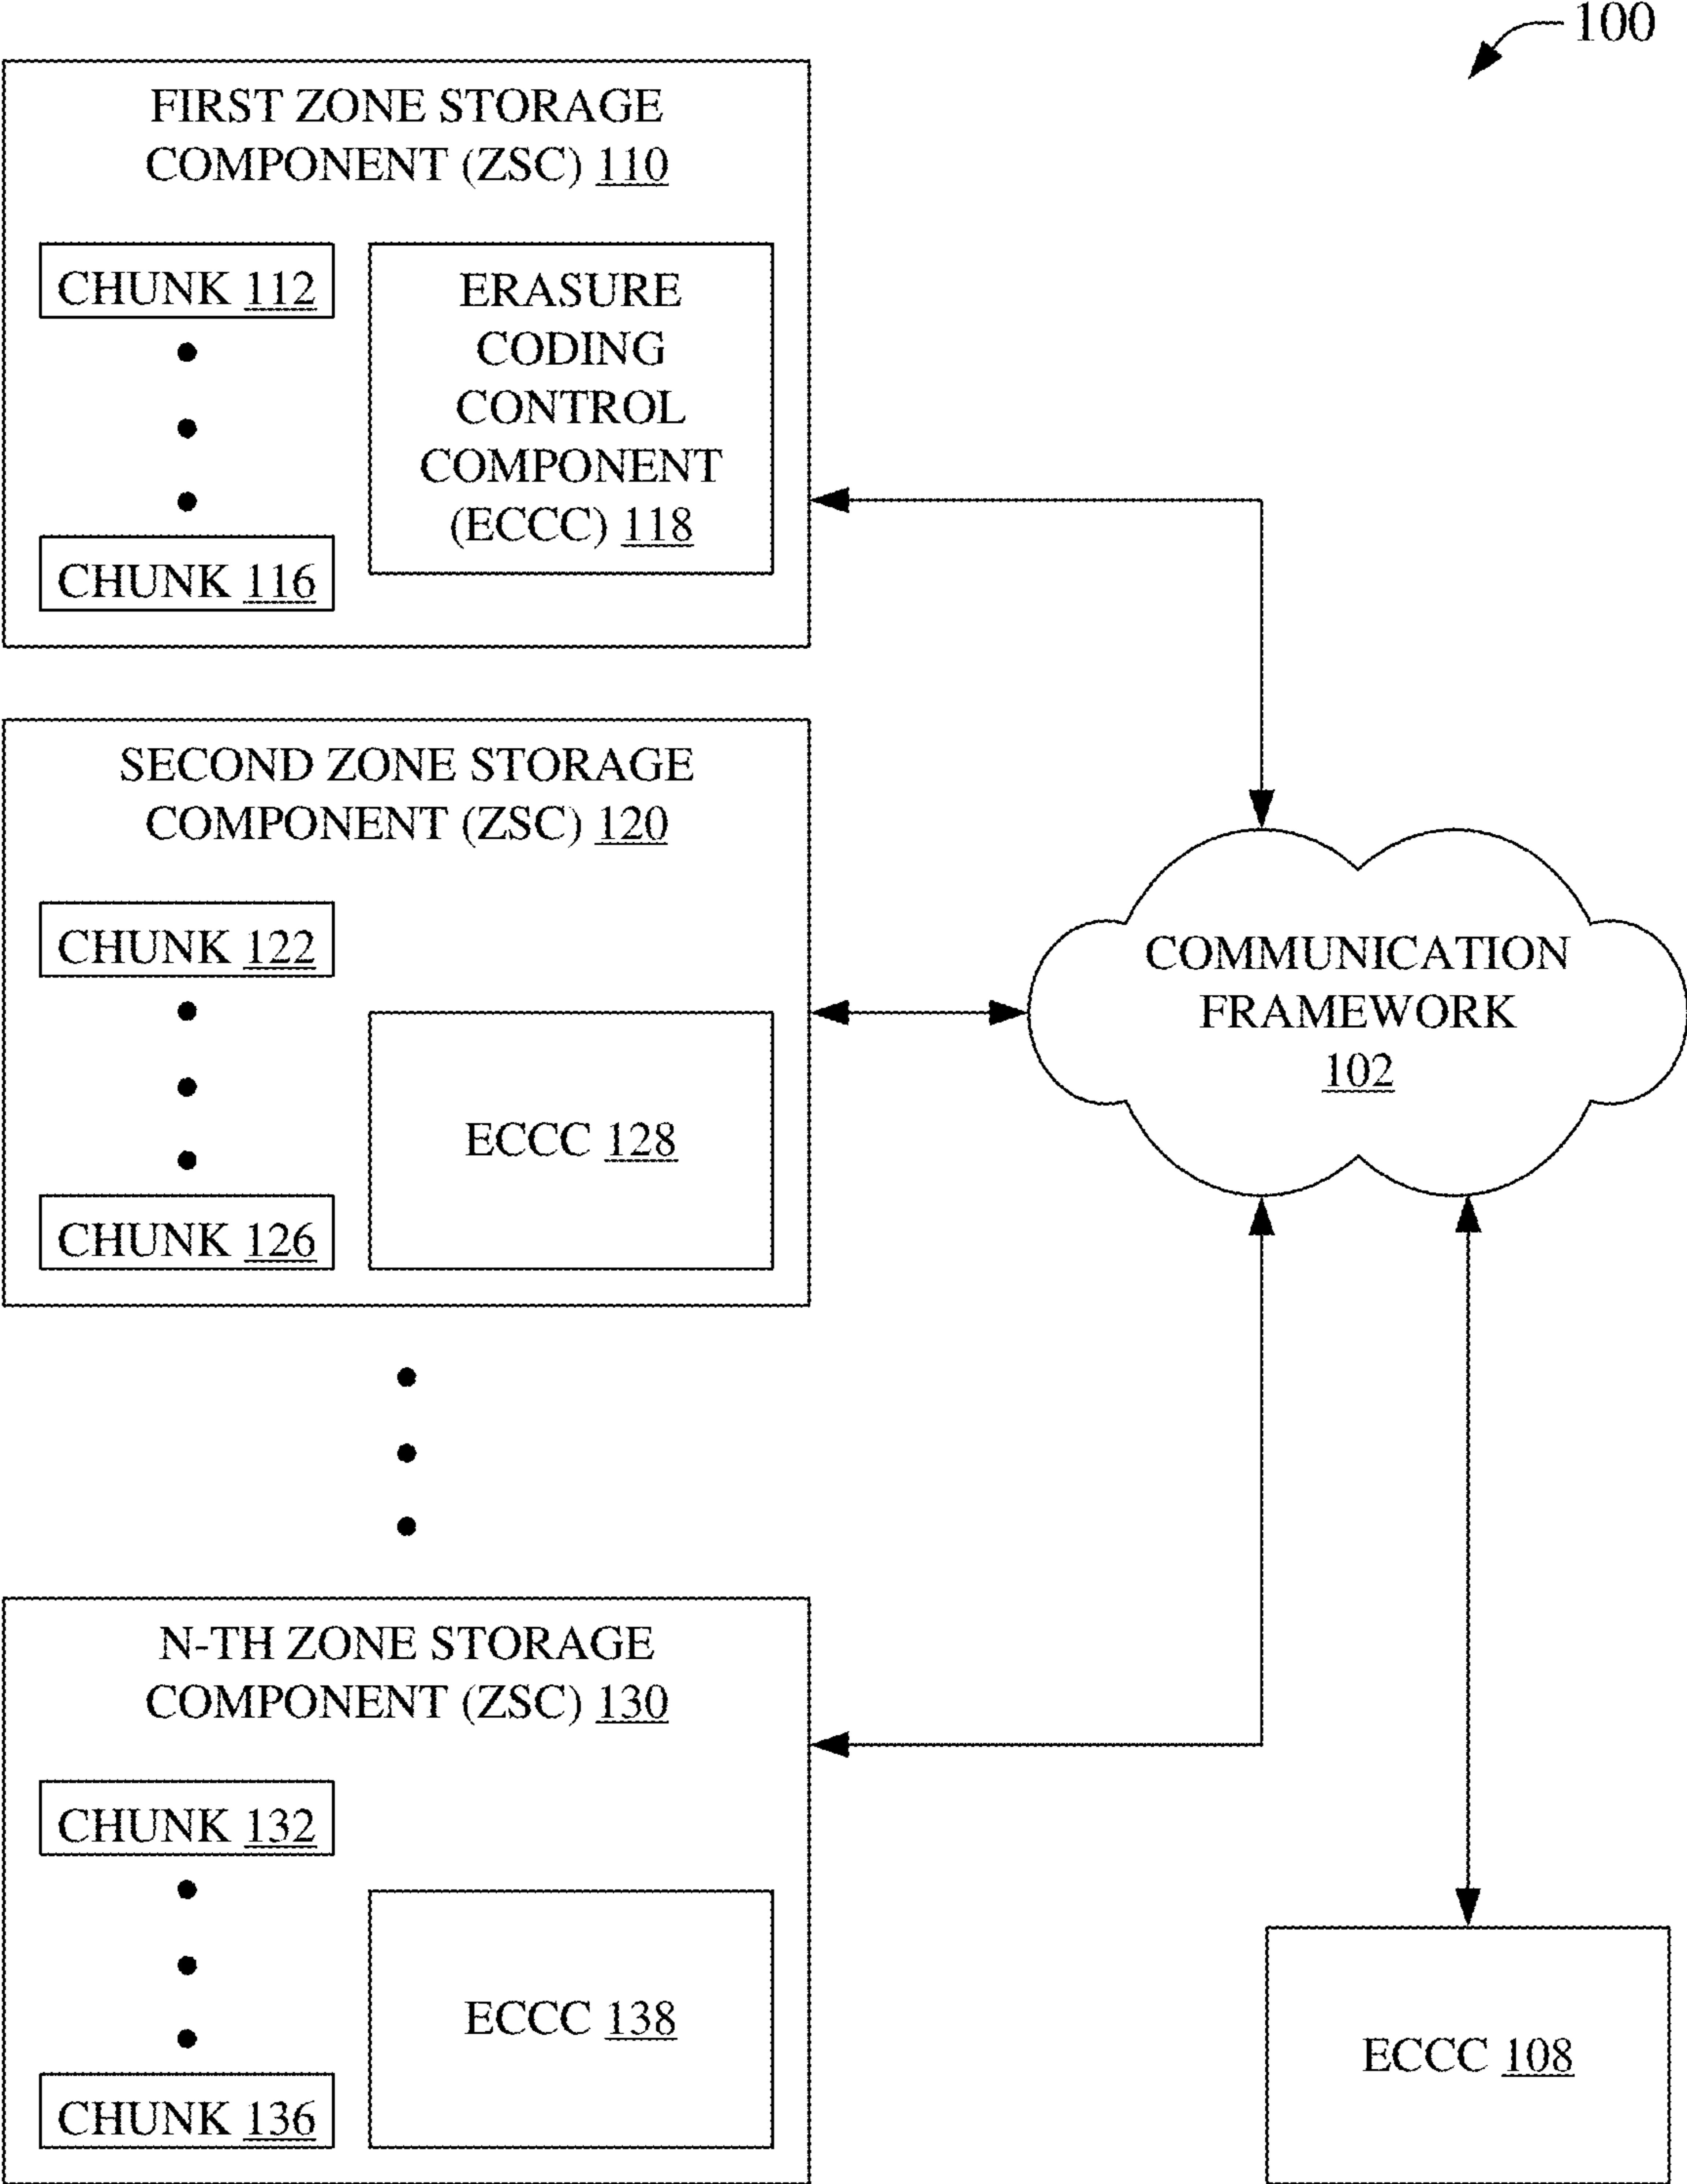 100
FIRST ZONE STORAGE
COMPONENT (ZSC) 110
CHUNK 112
CHUNK 116
ERASURE
CODING
CONTROL
COMPONENT
(ECCC) 118
SECOND ZONE STORAGE
COMPONENT (ZSC) 120
CHUNK 122
CHUNK 126
ECCC 128
COMMUNICATION
FRAMEWORK
102
N-TH ZONE STORAGE
COMPONENT (ZSC) 130
CHUNK 132
CHUNK 136
ECCC 138
ECCC 108